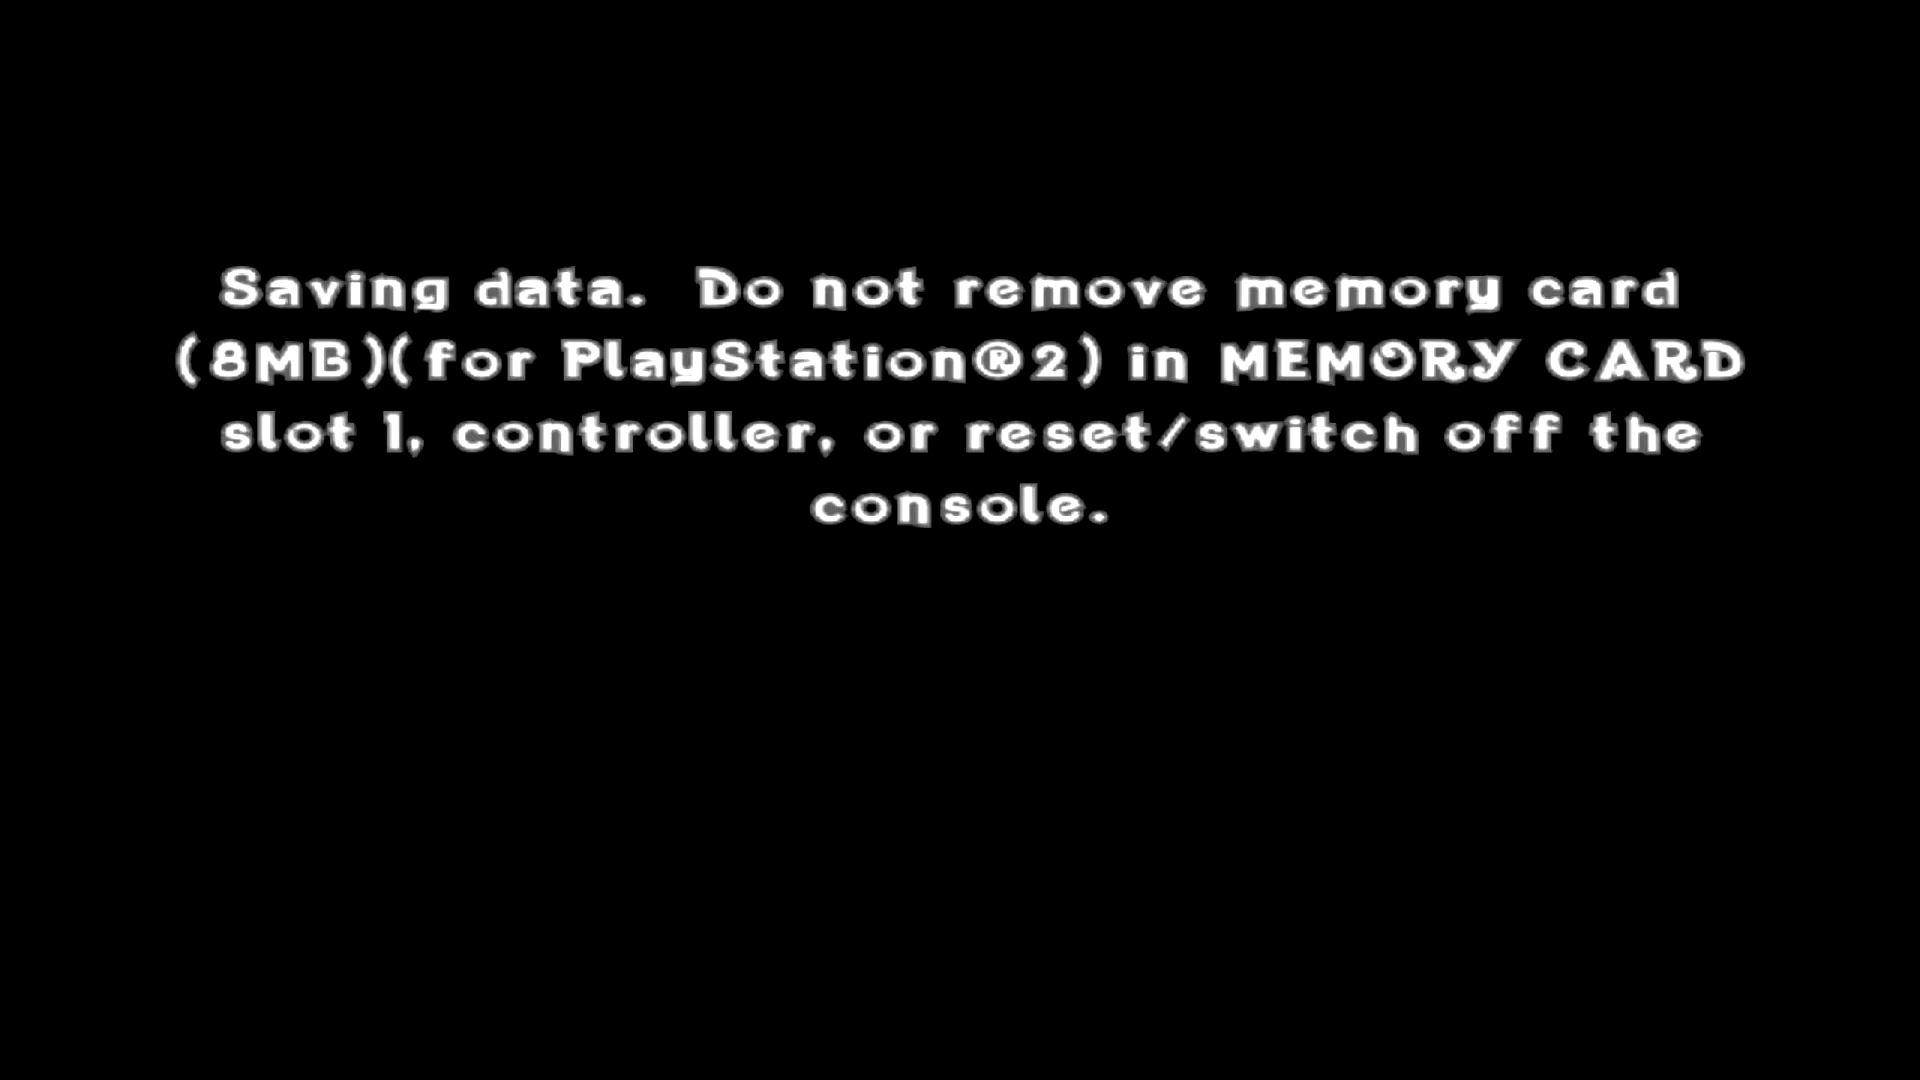 Saving data.  Do not remove memory card
(8MB)(for PlayStation®2) in MEMORY CARD
slot 1, controller, or reset/switch off the
console.